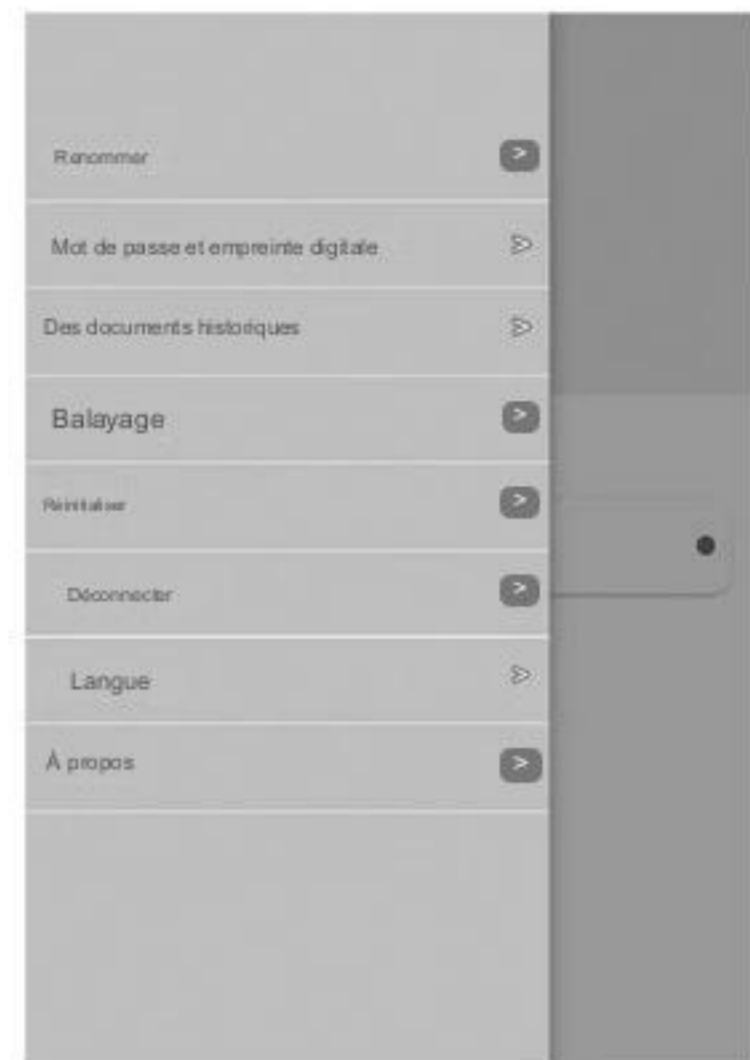 Renommer >
Mot de passe et empreinte digitale
Des documents historiques
Balayage >
Réinitialiser >
Déconnecter >
Langue
À propos >